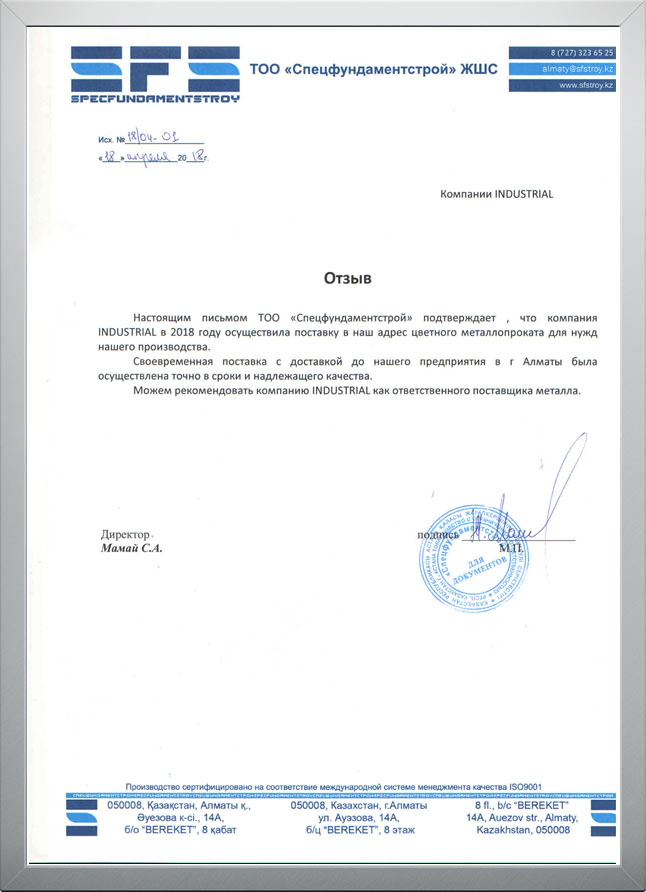 SFS
SPECFUNDAMENTSTROY
ТОО «Спецфундаментстрой» ЖШС
8 (727) 323 65 25
almaty@sfstroy.kz
www.sfstroy.kz
Исх. № 18/04-01
«18» апреля 2018г.
Компании INDUSTRIAL
Отзыв
Настоящим письмом ТОО «Спецфундаментстрой» подтверждает , что компания
INDUSTRIAL в 2018 году осуществила поставку в наш адрес цветного металлопроката для нужд
нашего производства.
Своевременная поставка с доставкой до нашего предприятия в г Алматы была
осуществлена точно в сроки и надлежащего качества.
Можем рекомендовать компанию INDUSTRIAL как ответственного поставщика металла.
Директор
Мамай С.А.
подпись
М.П.
«Спецфундаментстрой»
ДЛЯ
ДОКУМЕНТОВ
Производство сертифицировано на соответствие международной системе менеджмента качества ISO9001
050008, Қазақстан, Алматы қ.,
Әуезова к-сі., 14А,
б/о “BEREKET”, 8 қабат
050008, Казахстан, г.Алматы
ул. Ауэзова, 14А,
б/ц “BEREKET”, 8 этаж
8 fl., b/c “BEREKET”
14A, Auezov str., Almaty,
Kazakhstan, 050008